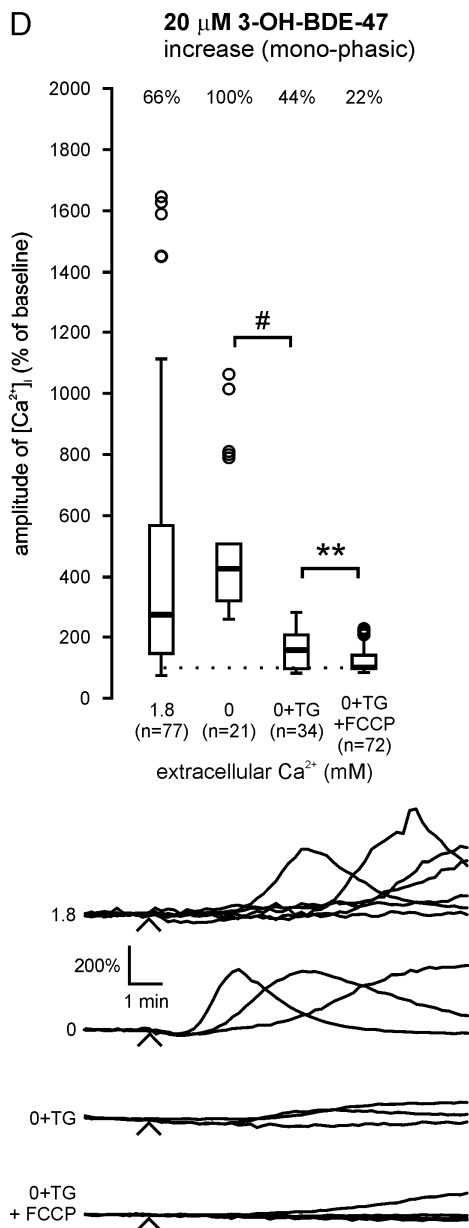 D
20 μM 3-OH-BDE-47
increase (mono-phasic)
66% 100% 44% 22%
2000
1800
1600
1400
1200
1000
800
600
400
200
0
amplitude of [Ca²⁺]ᵢ (% of baseline)
#
**
1.8 0 0+TG 0+TG
+FCCP
(n=77) (n=21) (n=34) (n=72)
extracellular Ca²⁺ (mM)
1.8
200%
1 min
0
0+TG
0+TG
+ FCCP